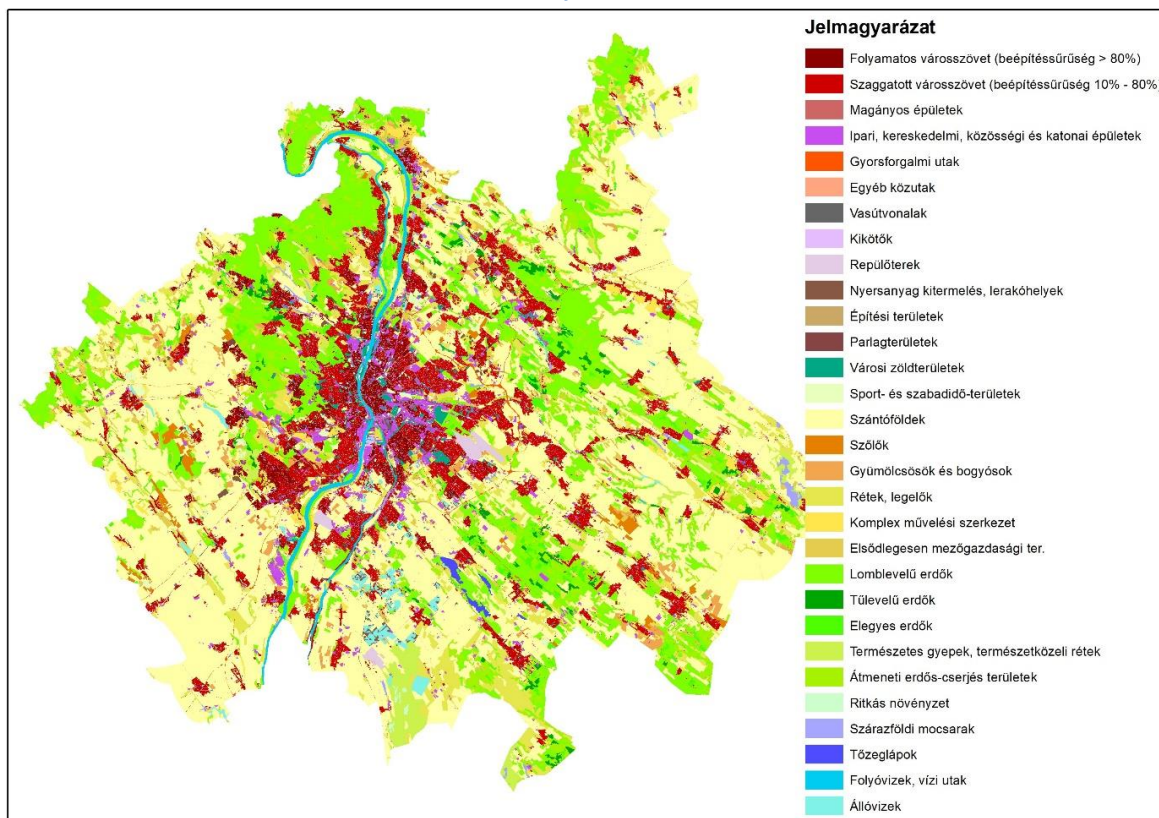 Jelmagyarázat
Folyamatos városszövet (beépítéssűrűség > 80%)
Szaggatott városszövet (beépítéssűrűség 10% - 80%)
Magányos épületek
Ipari, kereskedelmi, közösségi és katonai épületek
Gyorsforgalmi utak
Egyéb közutak
Vasútvonalak
Kikötők
Repülőterek
Nyersanyag kitermelés, lerakóhelyek
Építési területek
Parlagterületek
Városi zöldterületek
Sport- és szabadidő-területek
Szántóföldek
Szőlők
Gyümölcsösök és bogyósok
Rétek, legelők
Komplex művelési szerkezet
Elsődlegesen mezőgazdasági ter.
Lomblevelű erdők
Tűlevelű erdők
Elegyes erdők
Természetes gyepek, természetközeli rétek
Átmeneti erdős-cserjés területek
Ritkás növényzet
Szárazföldi mocsarak
Tőzeglápok
Folyóvizek, vízi utak
Állóvizek